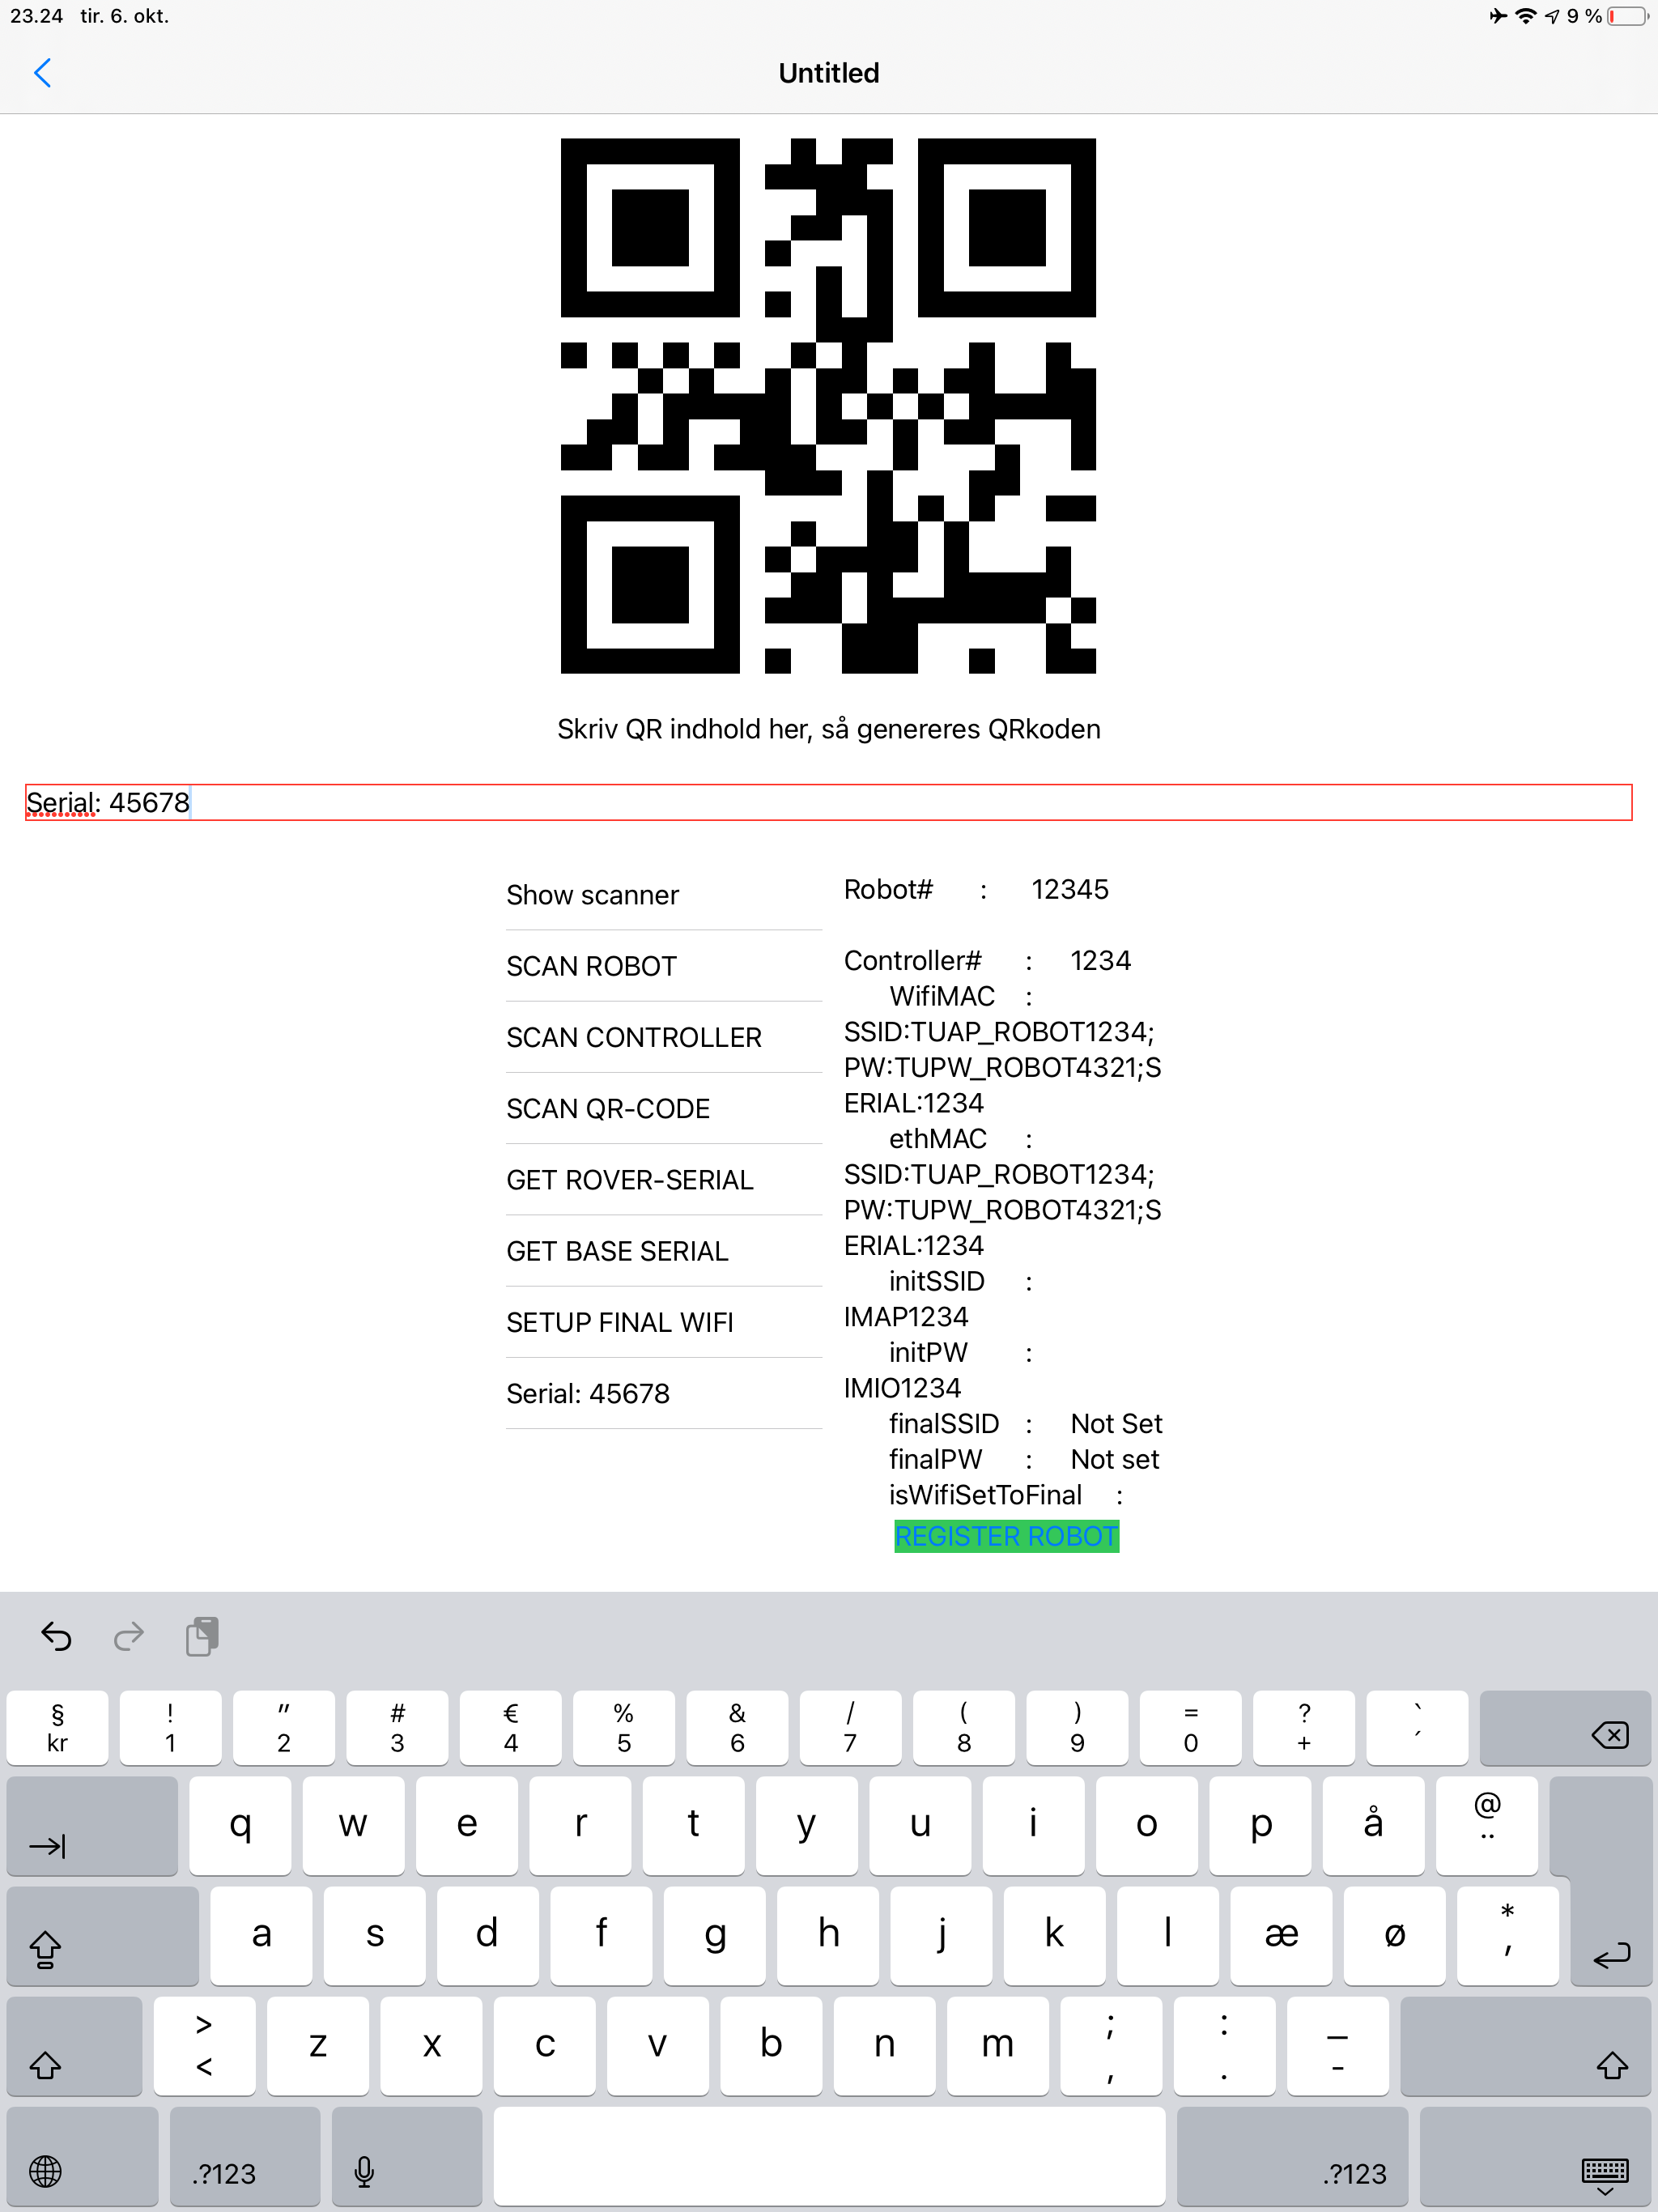 23.24 tir. 6. okt.
9 %
Untitled
Skriv QR indhold her, så genereres QRkoden
Serial: 45678
Show scanner
SCAN ROBOT
SCAN CONTROLLER
SCAN QR-CODE
GET ROVER-SERIAL
GET BASE SERIAL
SETUP FINAL WIFI
Serial: 45678
Robot# : 12345
Controller# : 1234
WifiMAC :
SSID:TUAP_ROBOT1234;
PW:TUPW_ROBOT4321;S
ERIAL:1234
ethMAC :
SSID:TUAP_ROBOT1234;
PW:TUPW_ROBOT4321;S
ERIAL:1234
initSSID :
IMAP1234
initPW :
IMIO1234
finalSSID : Not Set
finalPW : Not set
isWifiSetToFinal :
REGISTER ROBOT
§ ! " # € % & / ( ) = ? `
kr 1 2 3 4 5 6 7 8 9 0 + ´
q w e r t y u i o p å @ ¨
a s d f g h j k l æ ø * '
> < z x c v b n m ; , : . _ -
.?123 .?123